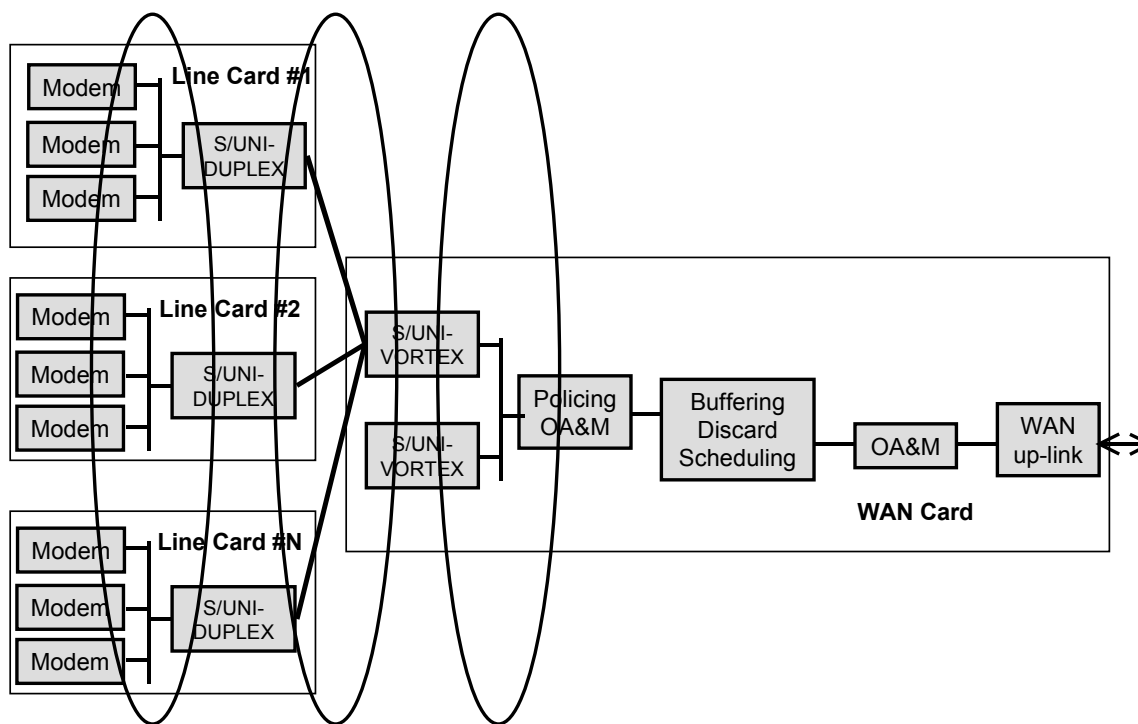 Line Card #1
Modem
Modem
Modem
S/UNI-
DUPLEX
Line Card #2
Modem
Modem
Modem
S/UNI-
DUPLEX
Line Card #N
Modem
Modem
Modem
S/UNI-
DUPLEX
S/UNI-
VORTEX
S/UNI-
VORTEX
Policing
OA&M
Buffering
Discard
Scheduling
OA&M
WAN
up-link
WAN Card